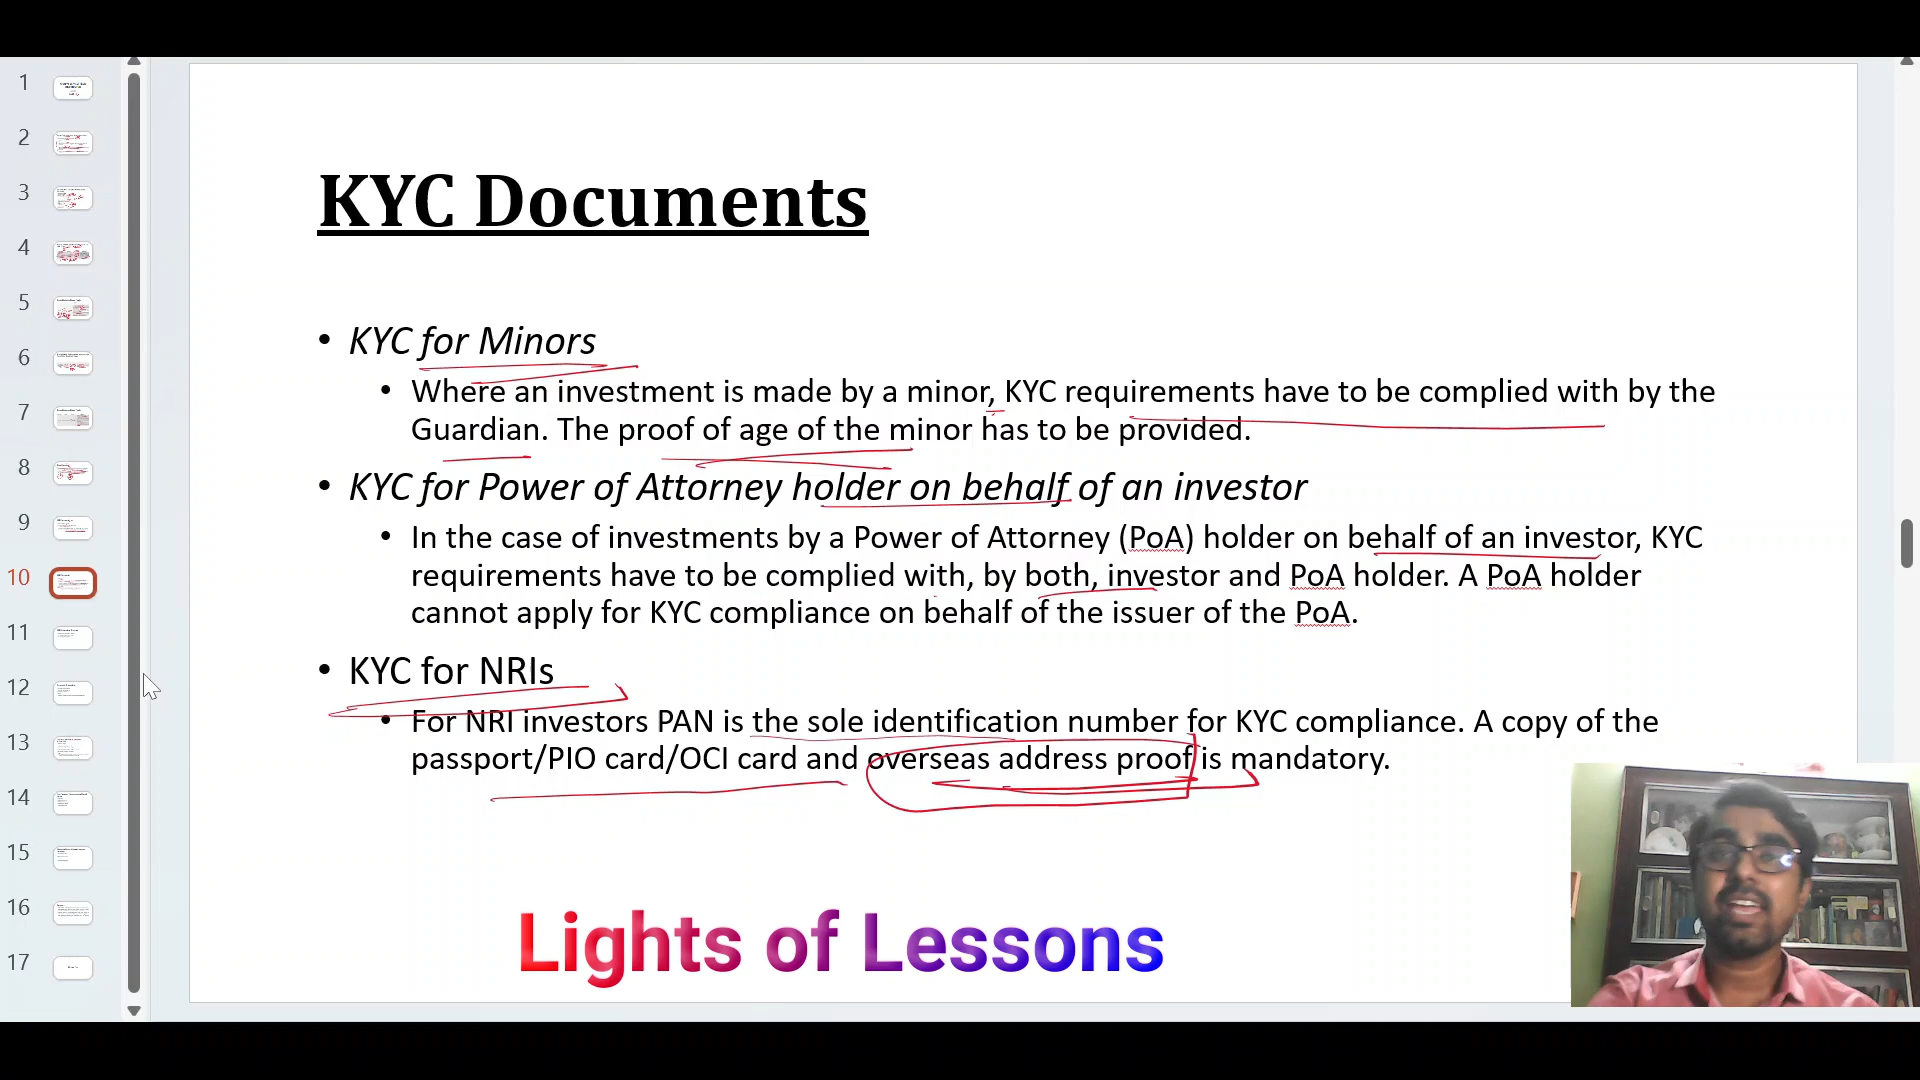 1
2
3
4
5
6
7
8
9
10
11
12
13
14
15
16
17
KYC Documents
• KYC for Minors
• Where an investment is made by a minor, KYC requirements have to be complied with by the
Guardian. The proof of age of the minor has to be provided.
• KYC for Power of Attorney holder on behalf of an investor
• In the case of investments by a Power of Attorney (PoA) holder on behalf of an investor, KYC
requirements have to be complied with, by both, investor and PoA holder. A PoA holder
cannot apply for KYC compliance on behalf of the issuer of the PoA.
• KYC for NRIs
• For NRI investors PAN is the sole identification number for KYC compliance. A copy of the
passport/PIO card/OCI card and overseas address proof is mandatory.
Lights of Lessons